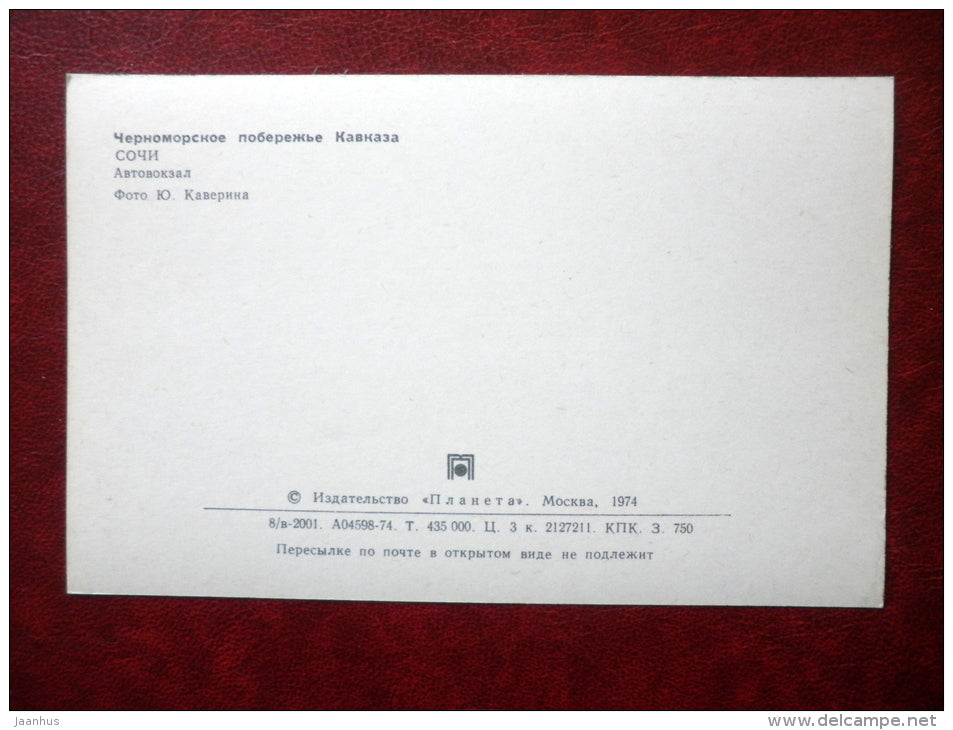 Черноморское побережье Кавказа
СОЧИ
Автовокзал
Фото Ю. Каверина
© Издательство «Планета». Москва, 1974
8/в-2001. А04598-74. Т. 435 000. Ц. 3 к. 2127211. КПК. З. 750
Пересылке по почте в открытом виде не подлежит
jaanhus
www.delcampe.net